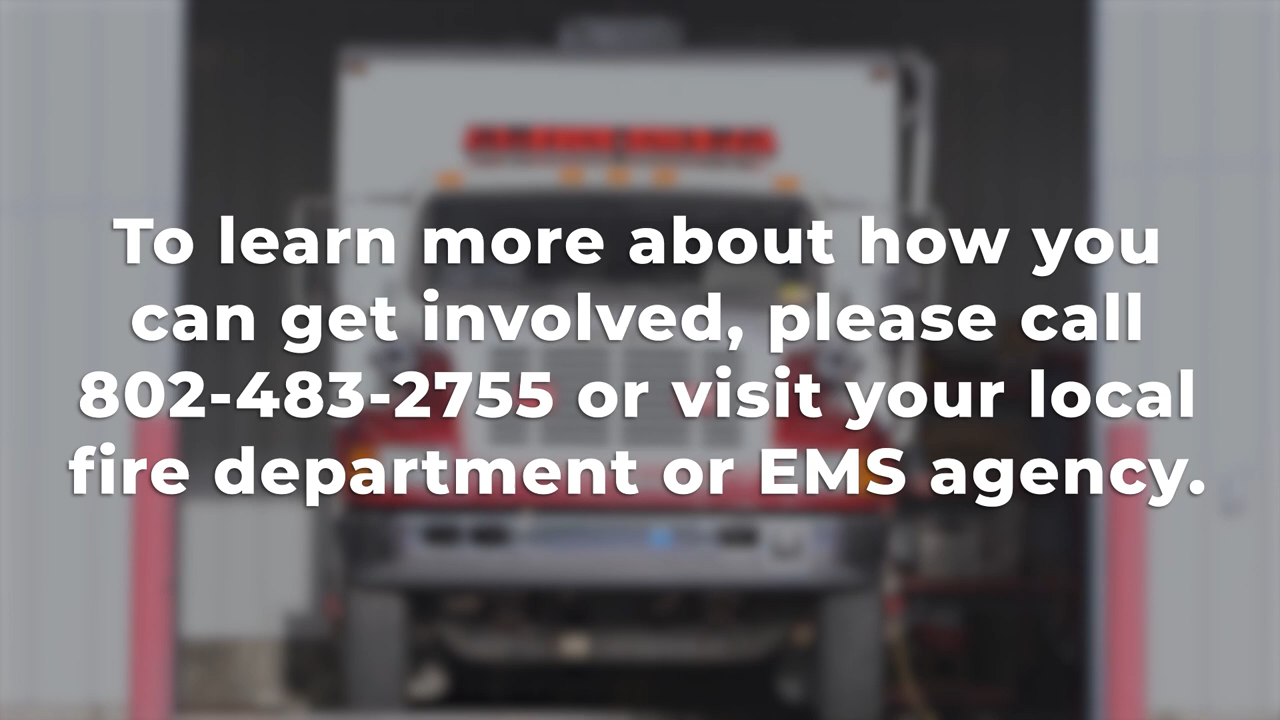 To learn more about how you
can get involved, please call
802-483-2755 or visit your local
fire department or EMS agency.